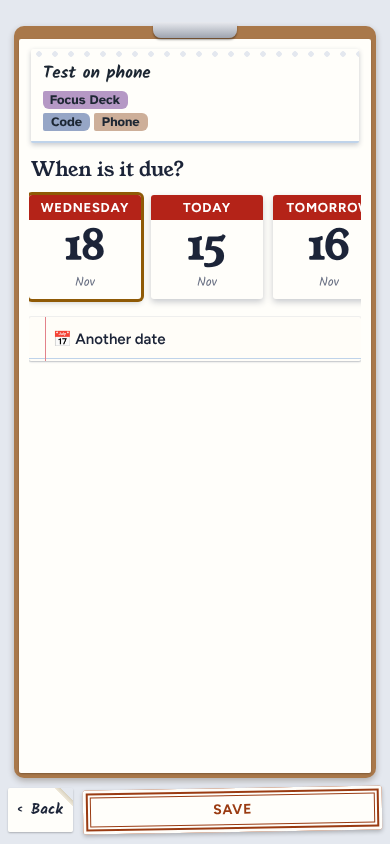 Test on phone
Focus Deck
Code Phone
When is it due?
WEDNESDAY TODAY TOMORROW
18 15 16
Nov Nov Nov
Another date
‹ Back SAVE